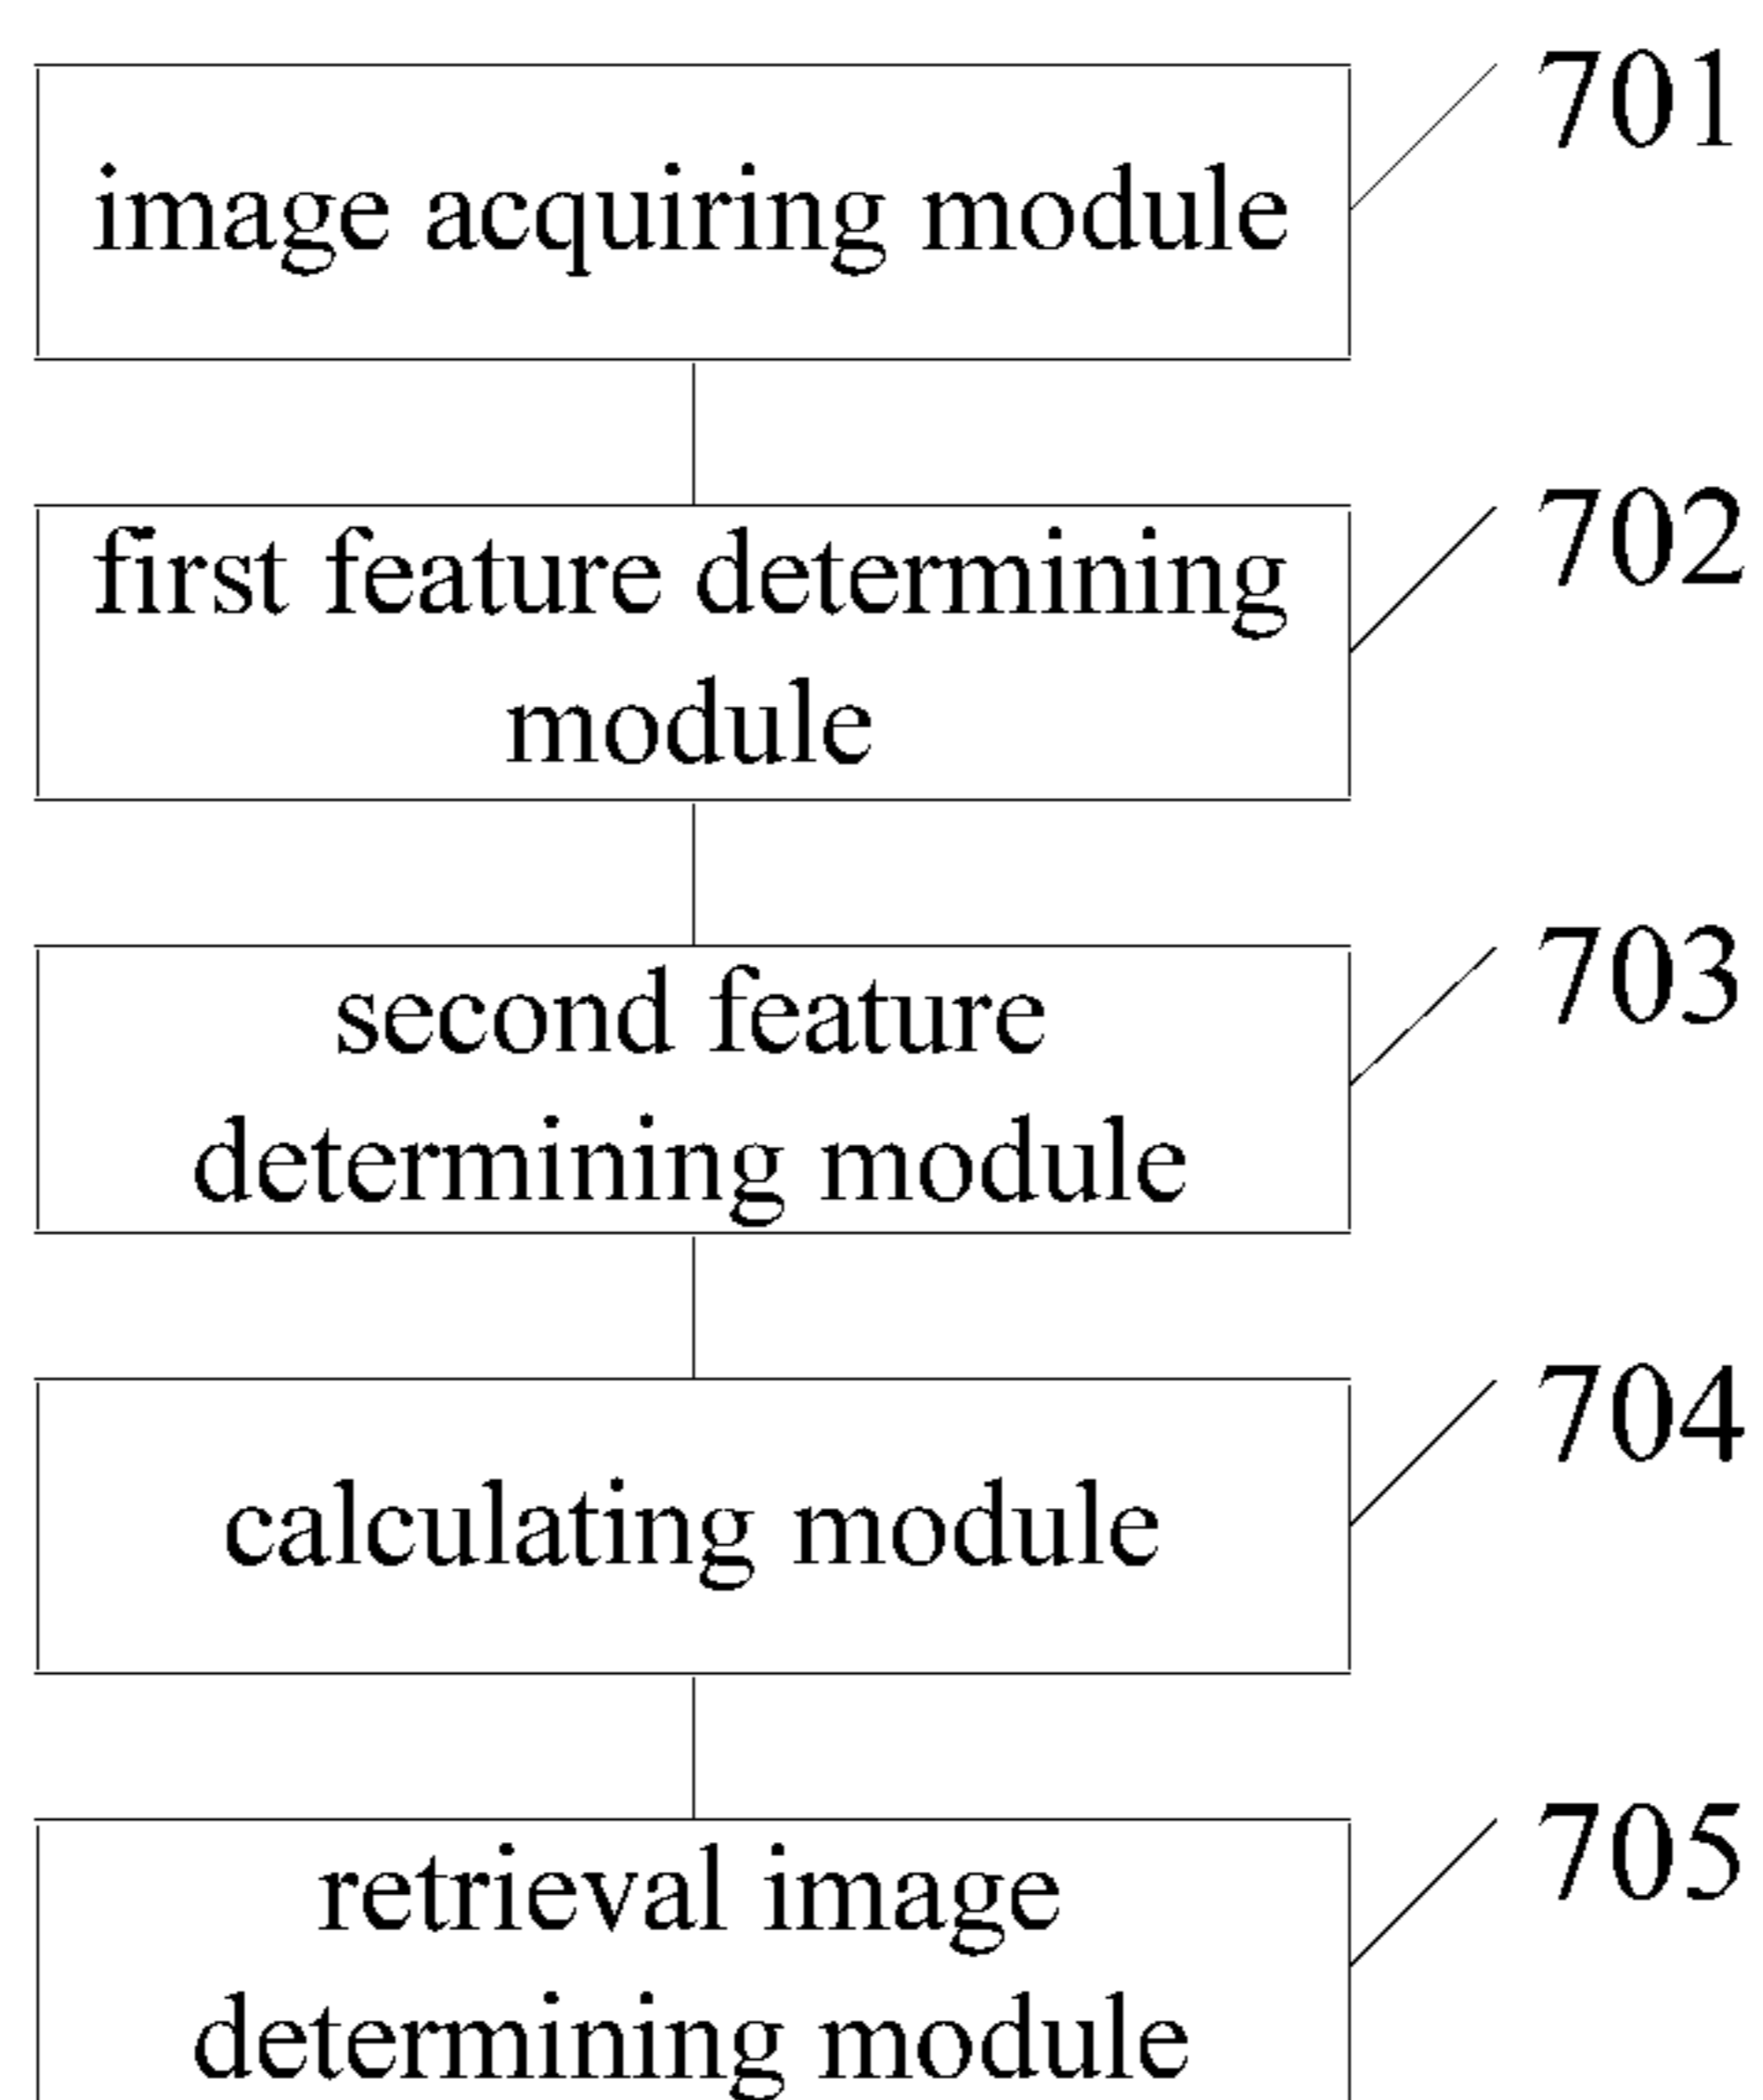 701
image acquiring module
702
first feature determining
module
703
second feature
determining module
704
calculating module
705
retrieval image
determining module